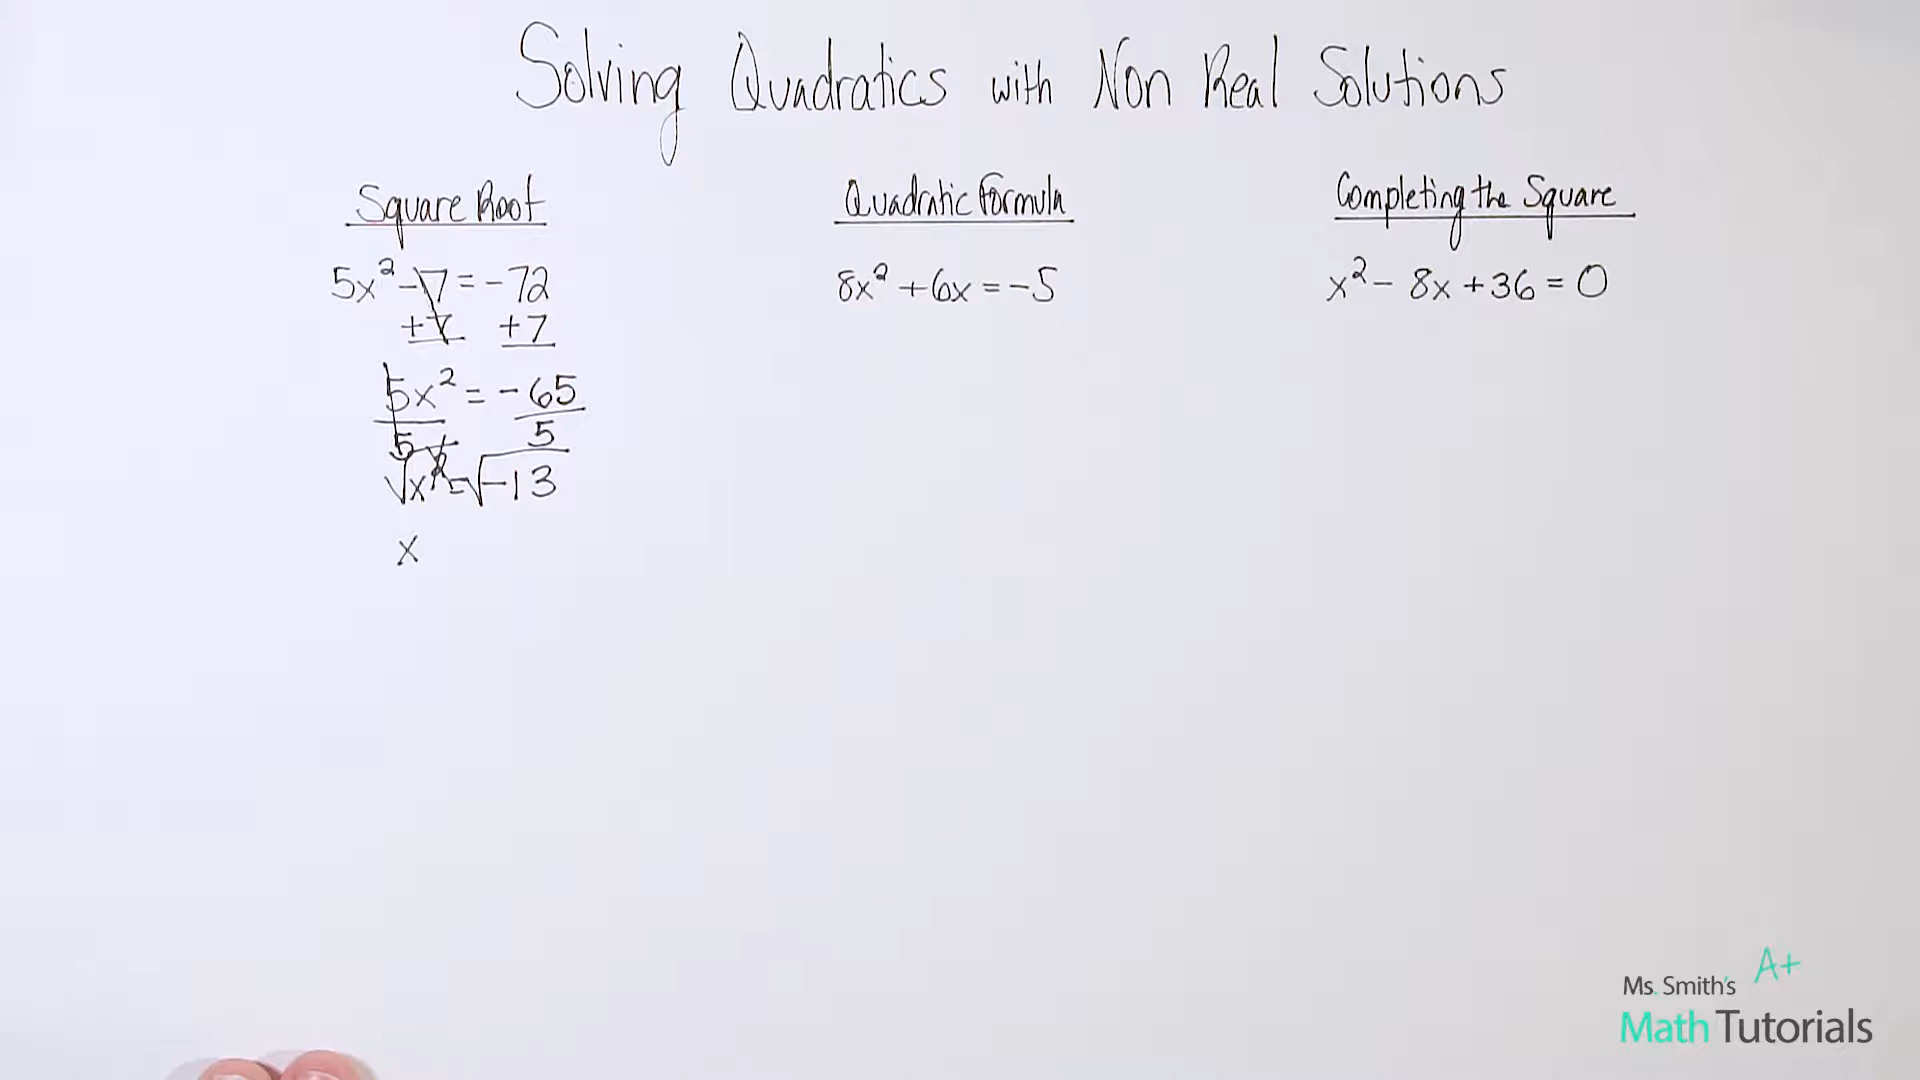 Solving Quadratics with Non Real Solutions
Square Root
5x² - 7 = -72
+7 +7
5x² = -65
5 5
√x² = √-13
x
Quadratic Formula
8x² + 6x = -5
Completing the Square
x² - 8x + 36 = 0
A+
Ms. Smith's
Math Tutorials